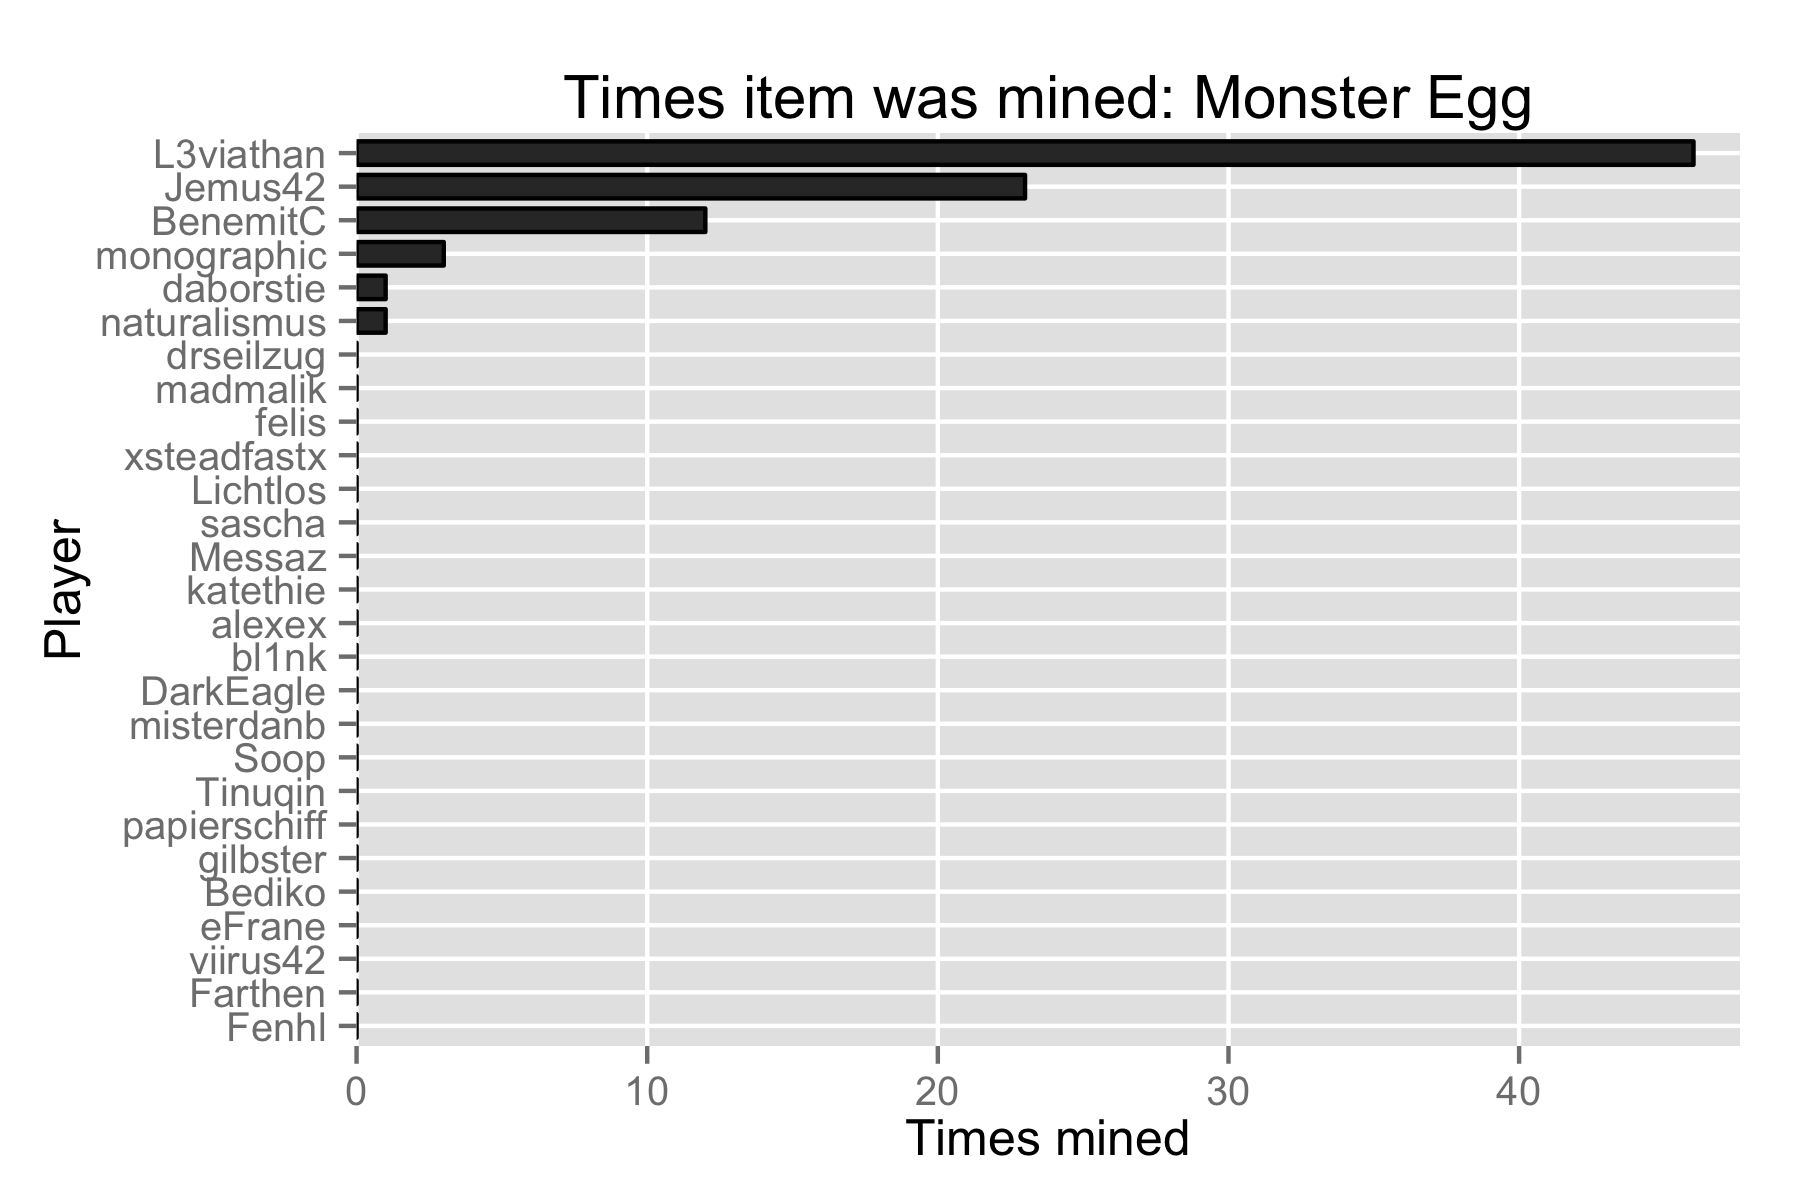 Times item was mined: Monster Egg
L3viathan
Jemus42
BenemitC
monographic
daborstie
naturalismus
drseilzug
madmalik
felis
xsteadfastx
Lichtlos
sascha
Messaz
katethie
alexex
bl1nk
DarkEagle
misterdanb
Soop
Tinuqin
papierschiff
gilbster
Bediko
eFrane
viirus42
Farthen
Fenhl
Player
0 10 20 30 40
Times mined